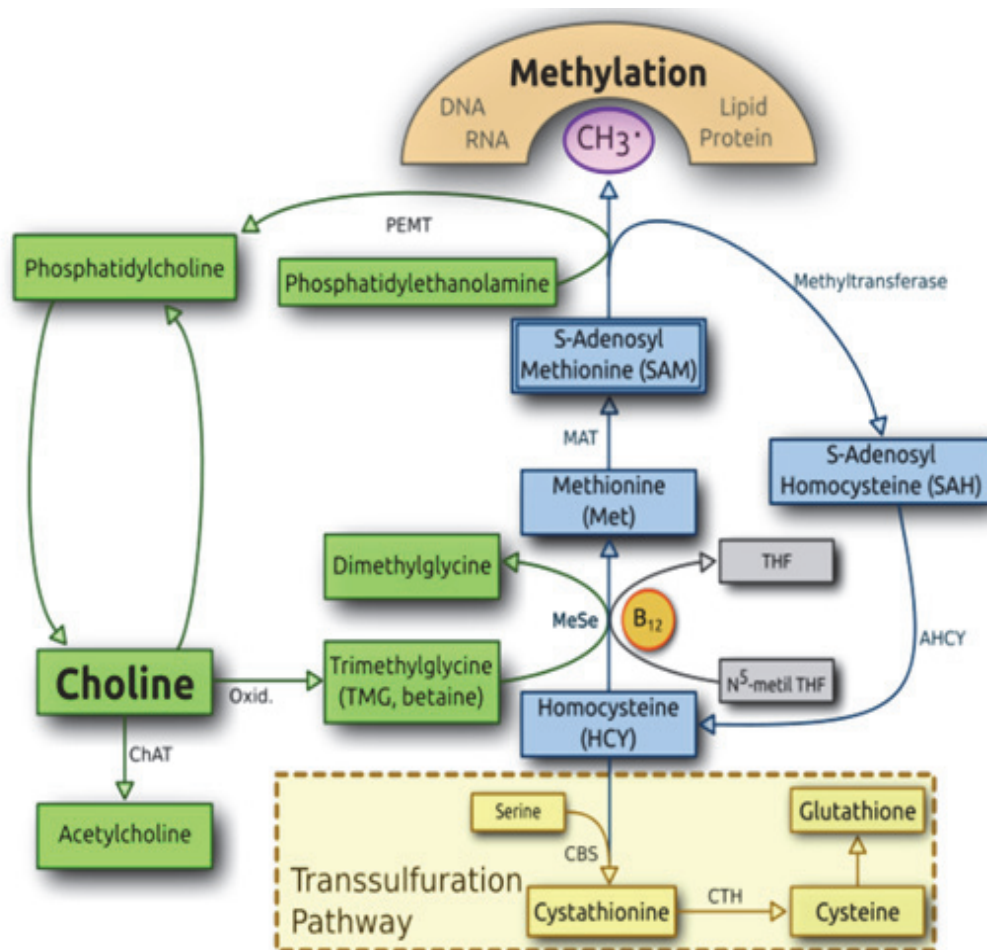 Methylation
DNA
RNA
Lipid
Protein
CH3•
PEMT
Phosphatidylcholine
Phosphatidylethanolamine
Methyltransferase
S-Adenosyl
Methionine (SAM)
MAT
S-Adenosyl
Homocysteine (SAH)
Methionine
(Met)
Dimethylglycine
THF
MeSe
B12
AHCY
Choline
Oxid.
Trimethylglycine
(TMG, betaine)
N5-metil THF
Homocysteine
(HCY)
ChAT
Acetylcholine
Serine
Glutathione
CBS
Transsulfuration
Pathway
Cystathionine
CTH
Cysteine